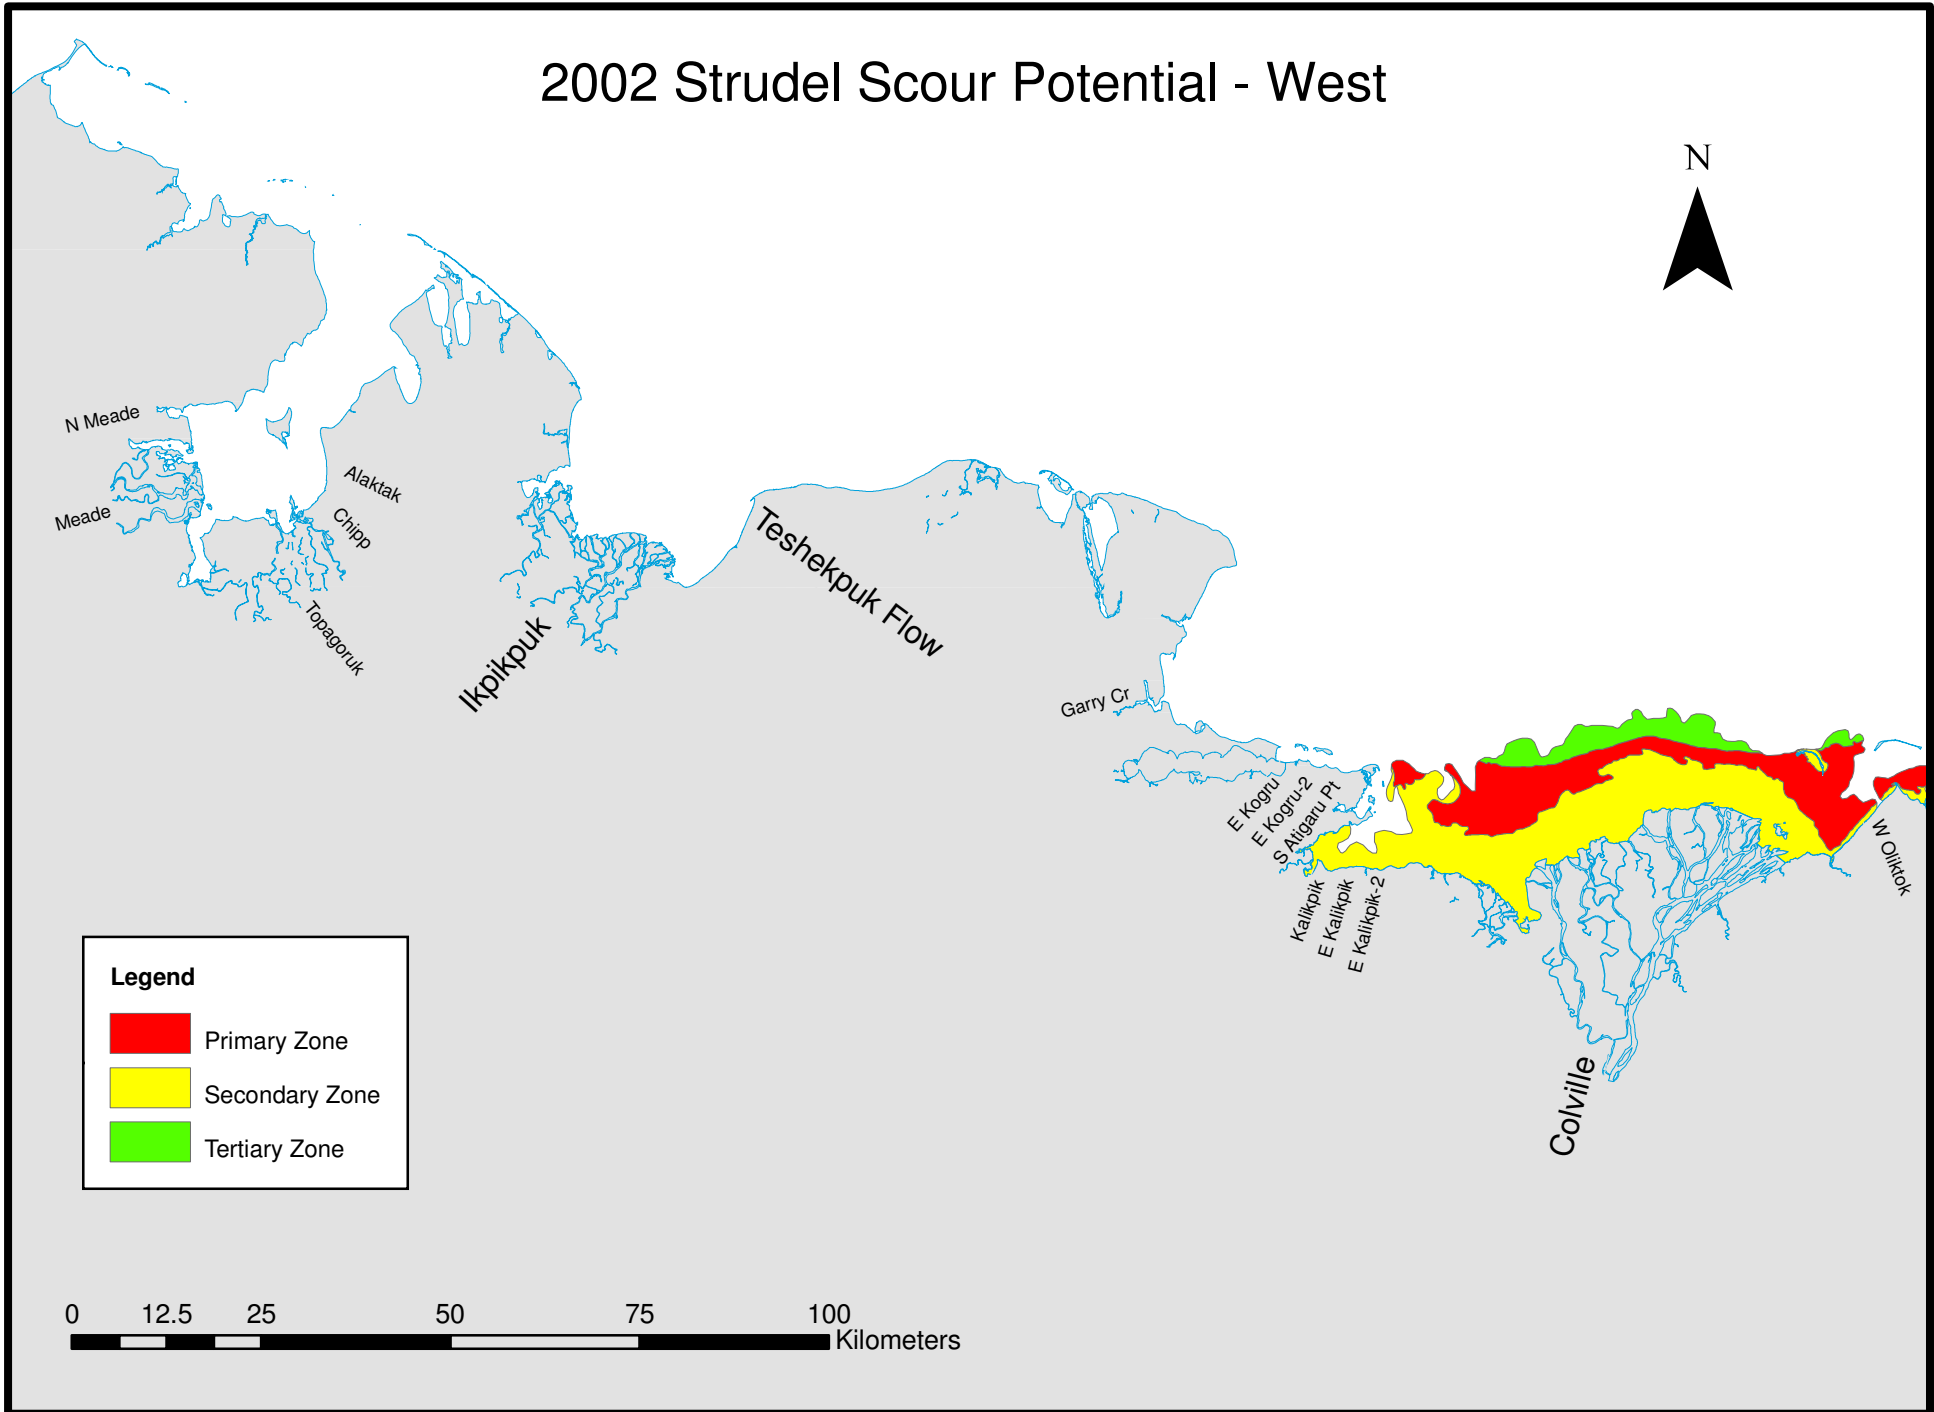 2002 Strudel Scour Potential - West
N
N Meade
Meade
Alaktak
Chipp
Topagoruk
Ikpikpuk
Teshekpuk Flow
Garry Cr
E Kogru
E Kogru-2
S Atigaru Pt
Kalikpik
E Kalikpik
E Kalikpik-2
W Oliktok
Colville
Legend
Primary Zone
Secondary Zone
Tertiary Zone
0 12.5 25 50 75 100
Kilometers